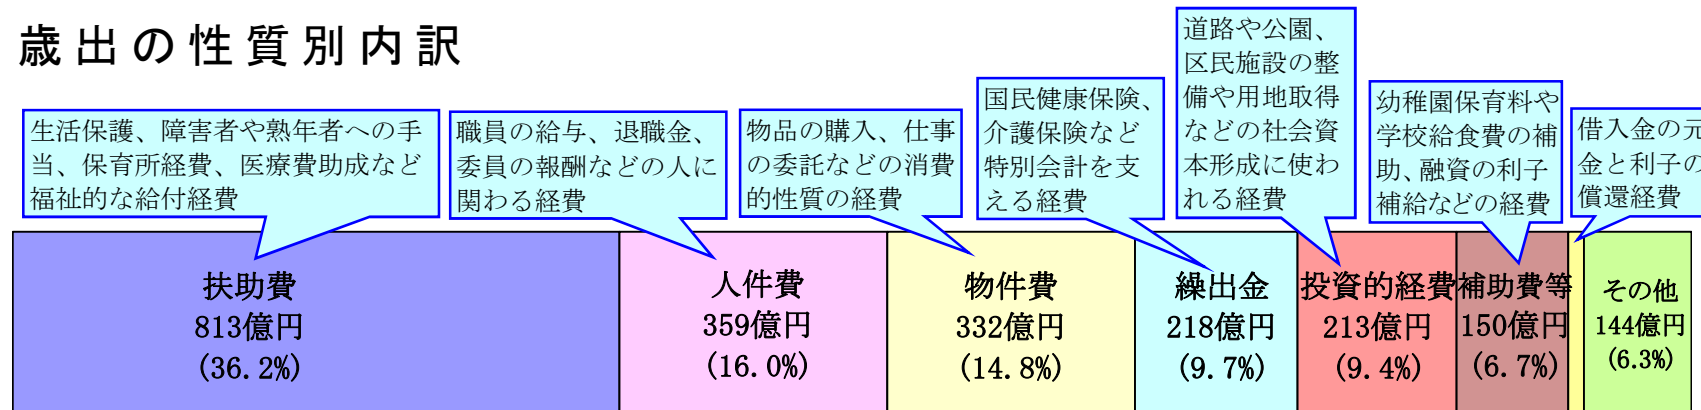 歳出の性質別内訳
生活保護、障害者や熟年者への手
当、保育所経費、医療費助成など
福祉的な給付経費
職員の給与、退職金、
委員の報酬などの人に
関わる経費
物品の購入、仕事
の委託などの消費
的性質の経費
国民健康保険、
介護保険など
特別会計を支
える経費
道路や公園、
区民施設の整
備や用地取得
などの社会資
本形成に使わ
れる経費
幼稚園保育料や
学校給食費の補
助、融資の利子
補給などの経費
借入金の元
金と利子の
償還経費
扶助費
813億円
(36.2%)
人件費
359億円
(16.0%)
物件費
332億円
(14.8%)
繰出金
218億円
(9.7%)
投資的経費
213億円
(9.4%)
補助費等
150億円
(6.7%)
その他
144億円
(6.3%)